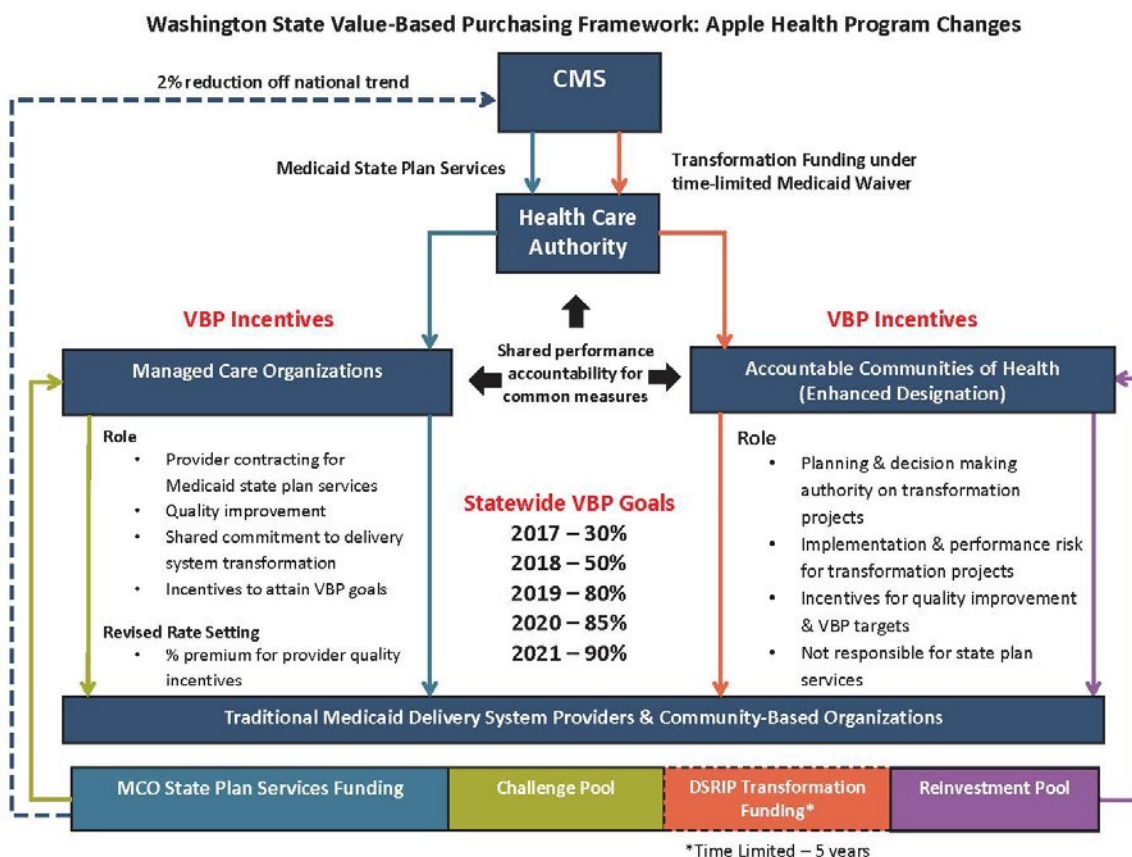 Washington State Value-Based Purchasing Framework: Apple Health Program Changes
2% reduction off national trend
CMS
Medicaid State Plan Services
Transformation Funding under
time-limited Medicaid Waiver
Health Care
Authority
VBP Incentives
VBP Incentives
Managed Care Organizations
Shared performance
accountability for
common measures
Accountable Communities of Health
(Enhanced Designation)
Role
• Provider contracting for
Medicaid state plan services
• Quality improvement
• Shared commitment to delivery
system transformation
• Incentives to attain VBP goals
Revised Rate Setting
• % premium for provider quality
incentives
Statewide VBP Goals
2017 – 30%
2018 – 50%
2019 – 80%
2020 – 85%
2021 – 90%
Role
• Planning & decision making
authority on transformation
projects
• Implementation & performance risk
for transformation projects
• Incentives for quality improvement
& VBP targets
• Not responsible for state plan
services
Traditional Medicaid Delivery System Providers & Community-Based Organizations
MCO State Plan Services Funding
Challenge Pool
DSRIP Transformation
Funding*
Reinvestment Pool
*Time Limited – 5 years